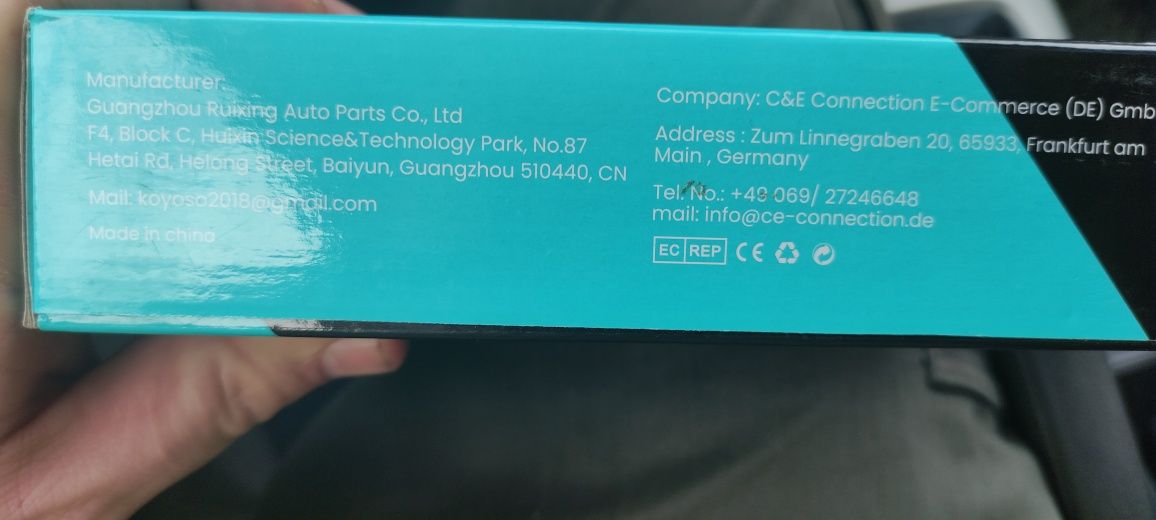 Manufacturer:
Guangzhou Ruixing Auto Parts Co., Ltd
F4, Block C, Huixin Science&Technology Park, No.87
Hetai Rd, Helong Street, Baiyun, Guangzhou 510440, CN
Mail: koyoso2018@gmail.com
Made in china
Company: C&E Connection E-Commerce (DE) Gmb
Address : Zum Linnegraben 20, 65933, Frankfurt am
Main , Germany
Tel. No.: +49 069/ 27246648
mail: info@ce-connection.de
EC REP CE